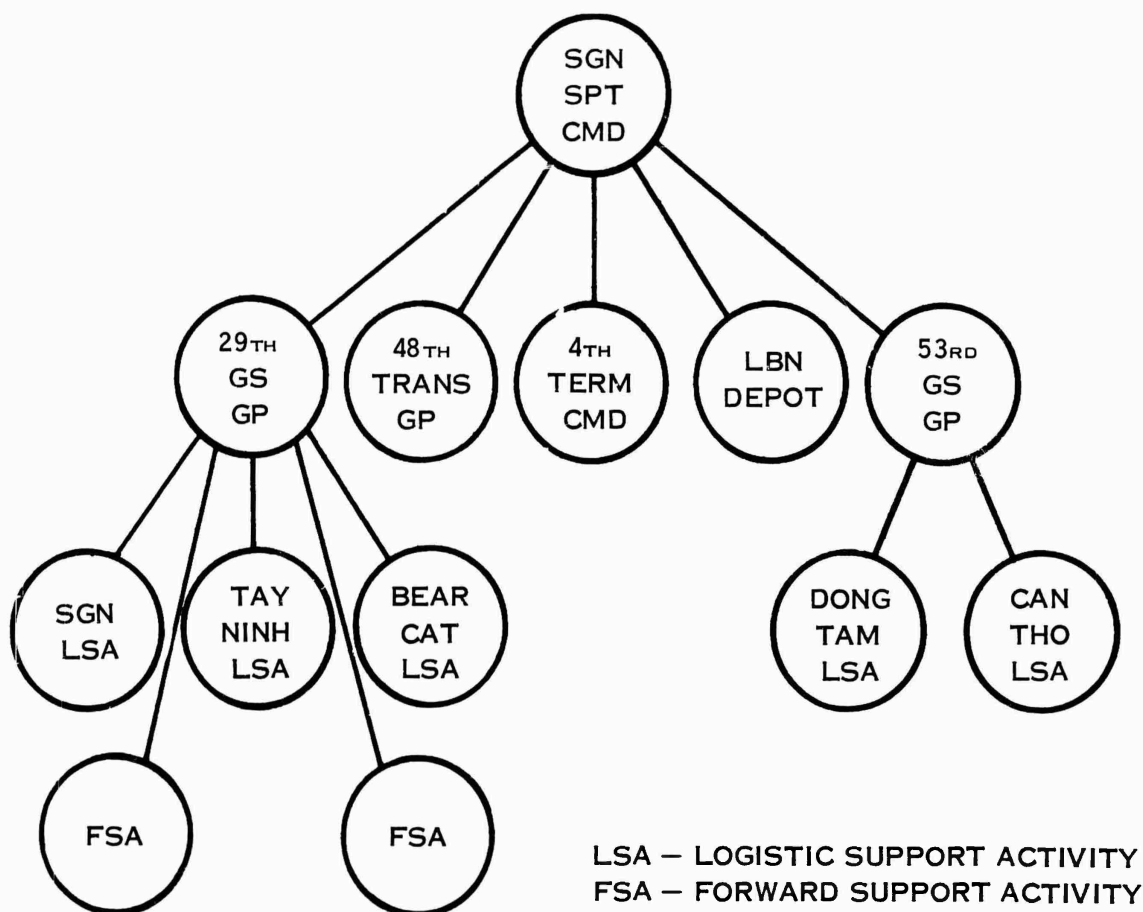 SGN
SPT
CMD
29TH
GS
GP
48TH
TRANS
GP
4TH
TERM
CMD
LBN
DEPOT
53RD
GS
GP
SGN
LSA
TAY
NINH
LSA
BEAR
CAT
LSA
DONG
TAM
LSA
CAN
THO
LSA
FSA
FSA
LSA – LOGISTIC SUPPORT ACTIVITY
FSA – FORWARD SUPPORT ACTIVITY